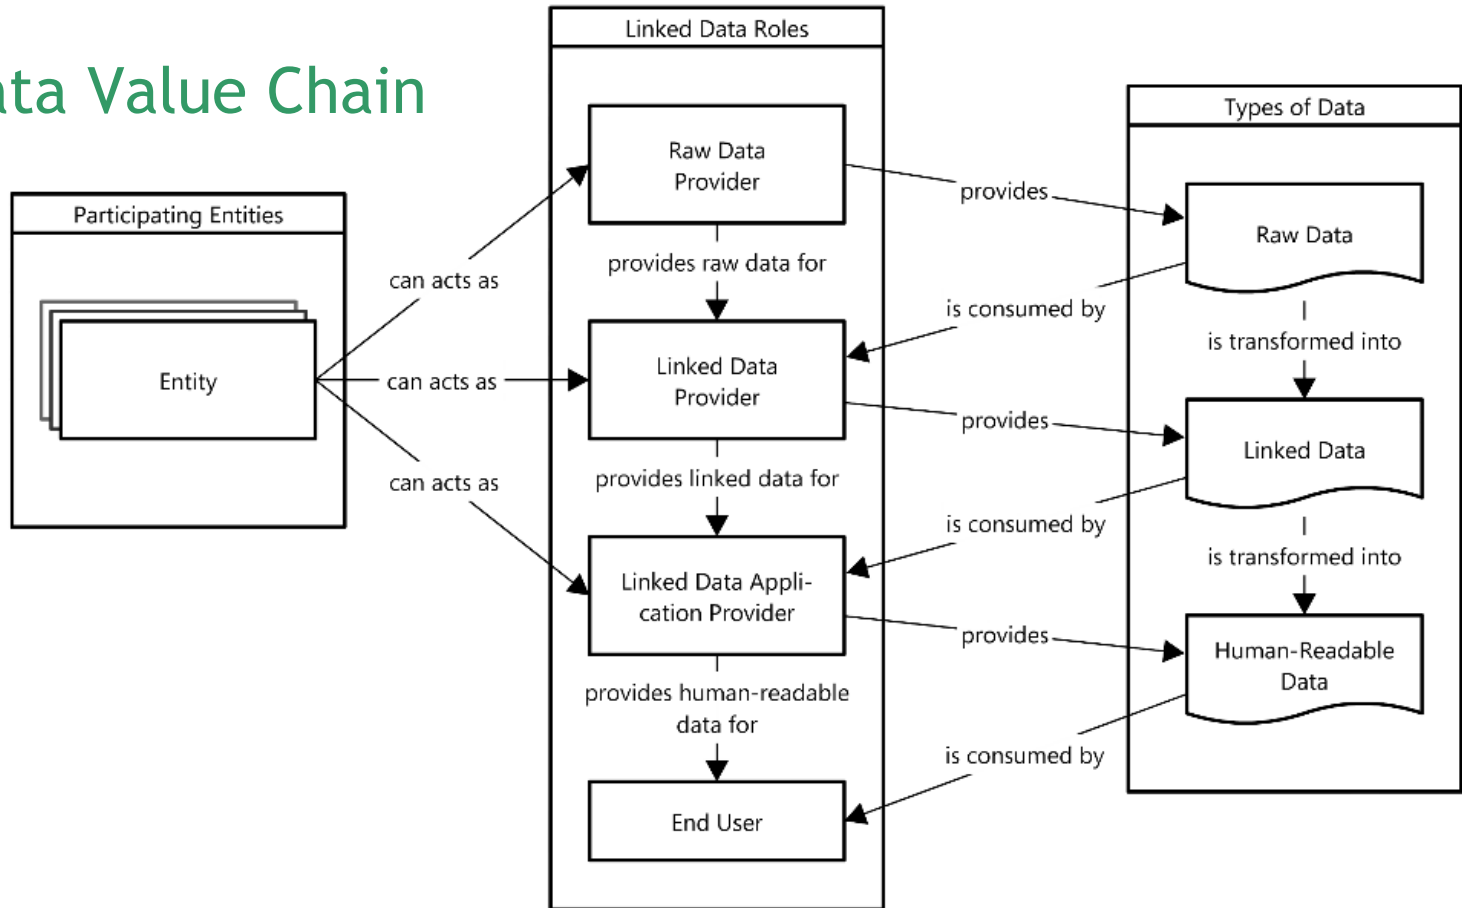 ata Value Chain
Participating Entities
Entity
can acts as
can acts as
can acts as
Linked Data Roles
Raw Data
Provider
provides raw data for
Linked Data
Provider
provides linked data for
Linked Data Appli-
cation Provider
provides human-readable
data for
End User
provides
is consumed by
provides
is consumed by
provides
is consumed by
Types of Data
Raw Data
is transformed into
Linked Data
is transformed into
Human-Readable
Data